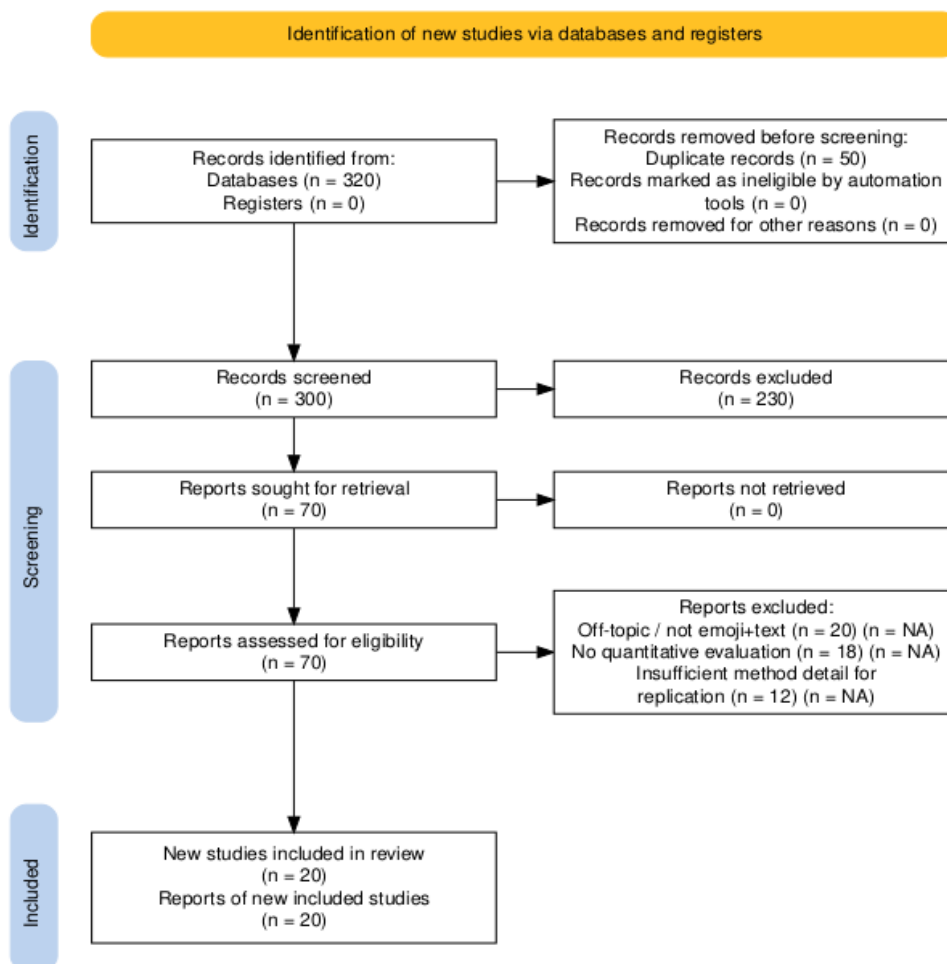 Identification of new studies via databases and registers
Identification
Records identified from:
Databases (n = 320)
Registers (n = 0)
Records removed before screening:
Duplicate records (n = 50)
Records marked as ineligible by automation
tools (n = 0)
Records removed for other reasons (n = 0)
Screening
Records screened
(n = 300)
Records excluded
(n = 230)
Reports sought for retrieval
(n = 70)
Reports not retrieved
(n = 0)
Reports assessed for eligibility
(n = 70)
Reports excluded:
Off-topic / not emoji+text (n = 20) (n = NA)
No quantitative evaluation (n = 18) (n = NA)
Insufficient method detail for
replication (n = 12) (n = NA)
Included
New studies included in review
(n = 20)
Reports of new included studies
(n = 20)